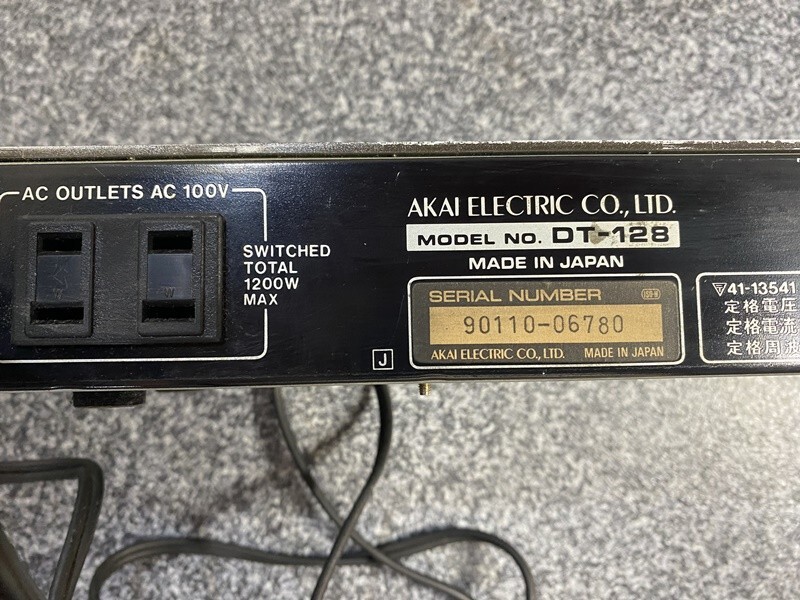 AC OUTLETS AC 100V
SWITCHED
TOTAL
1200W
MAX
J
AKAI ELECTRIC CO., LTD.
MODEL NO. DT-128
MADE IN JAPAN
SERIAL NUMBER
90110-06780
AKAI ELECTRIC CO., LTD. MADE IN JAPAN
41-13541
定格電圧
定格電流
定格周波